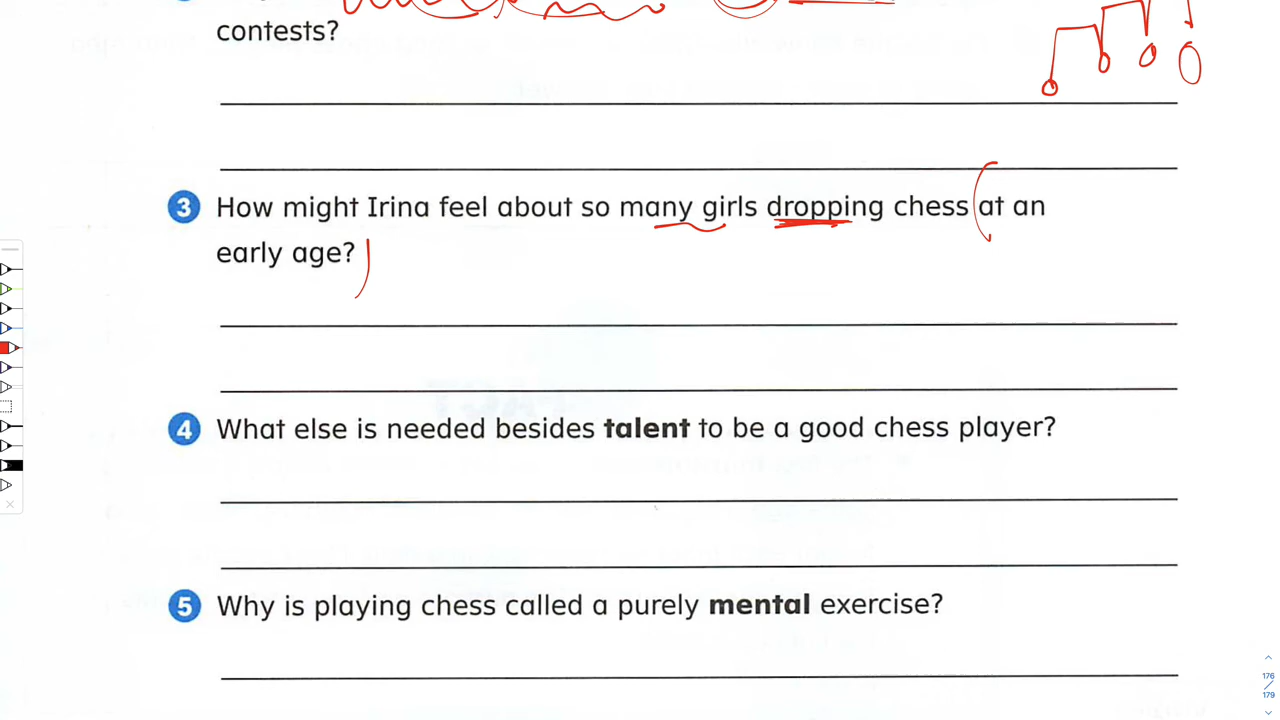 contests?
3 How might Irina feel about so many girls dropping chess at an
early age?
4 What else is needed besides talent to be a good chess player?
5 Why is playing chess called a purely mental exercise?
176
/
179